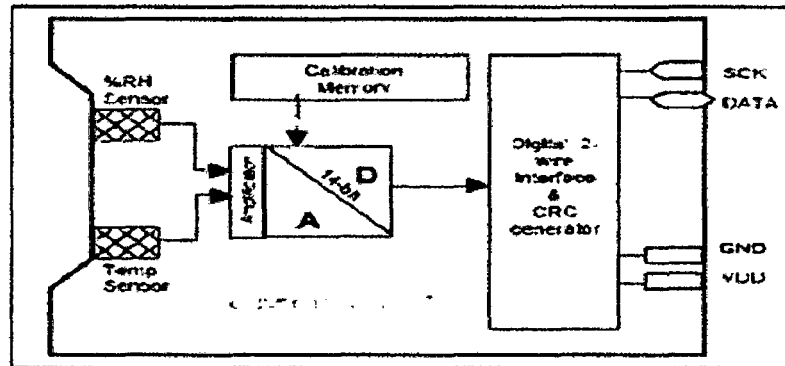 %RH
Sensor
Calibration
Memory
SCK
DATA
Digital 2-
wire
Interface
&
CRC
generator
Amplifier
14-bit
D
A
Temp
Sensor
GND
VDD